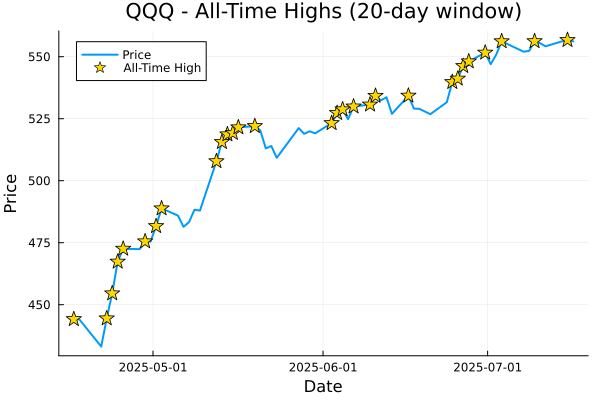 QQQ - All-Time Highs (20-day window)
Price
All-Time High
550
525
500
475
450
Price
2025-05-01
2025-06-01
2025-07-01
Date